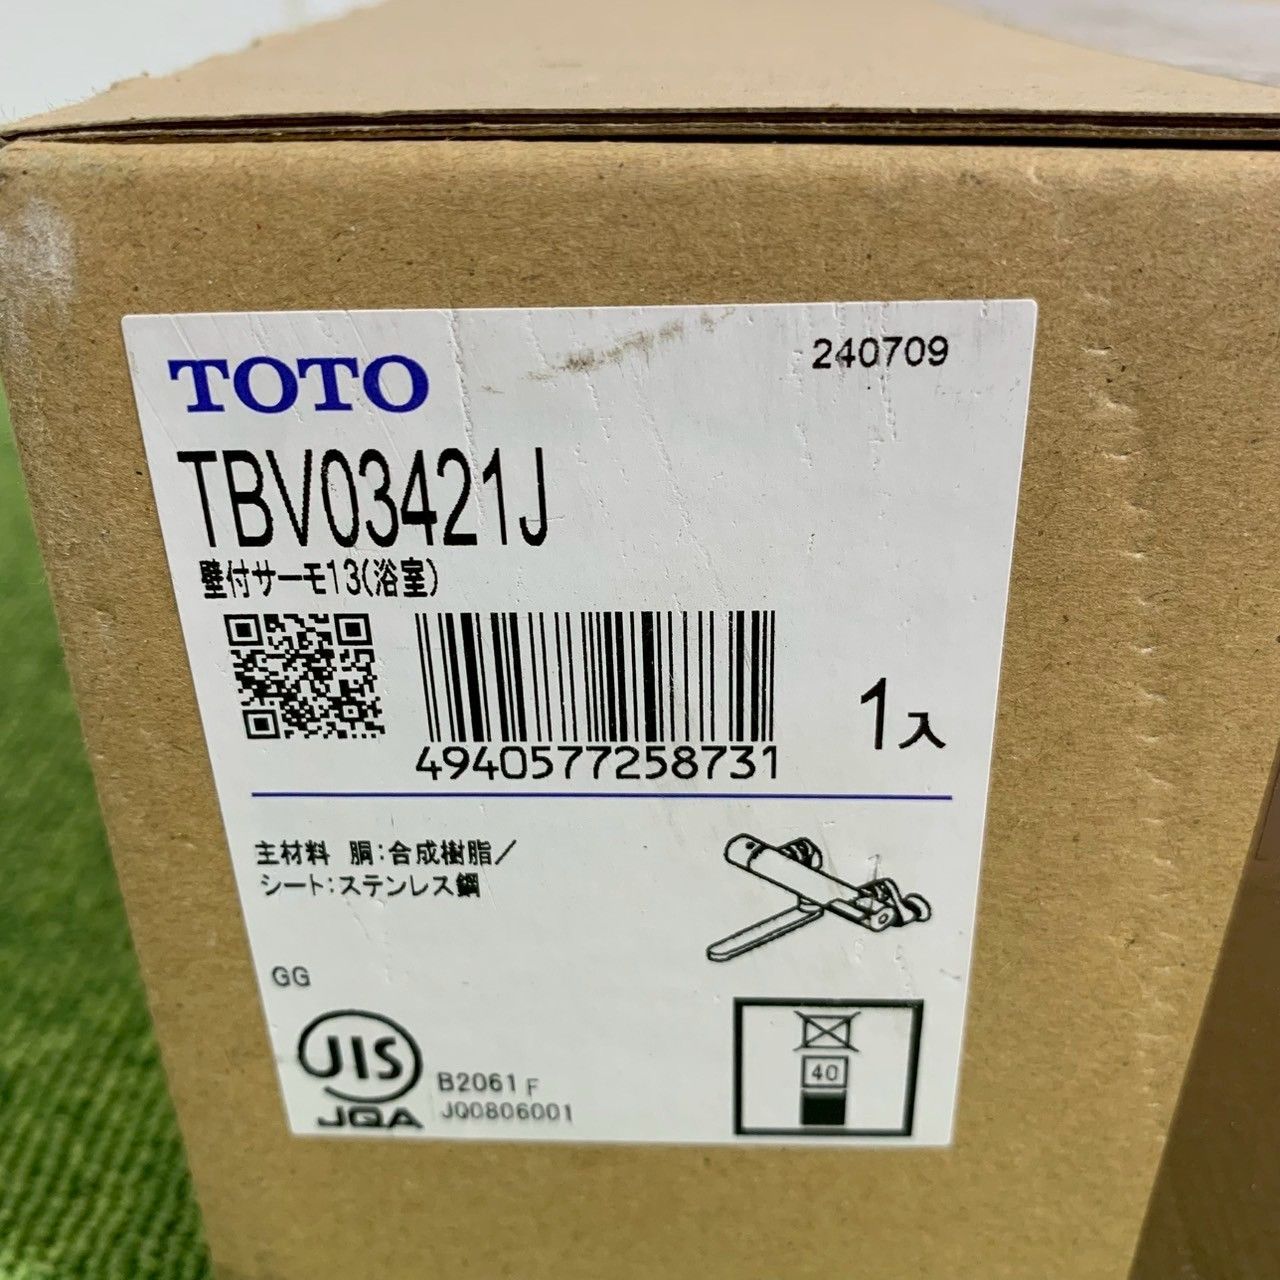 TOTO
240709
TBV03421J
壁付サーモ13(浴室)
4940577258731
1入
主材料 胴:合成樹脂/
シート:ステンレス鋼
GG
JIS
JQA
B2061 F
JQ0806001
40